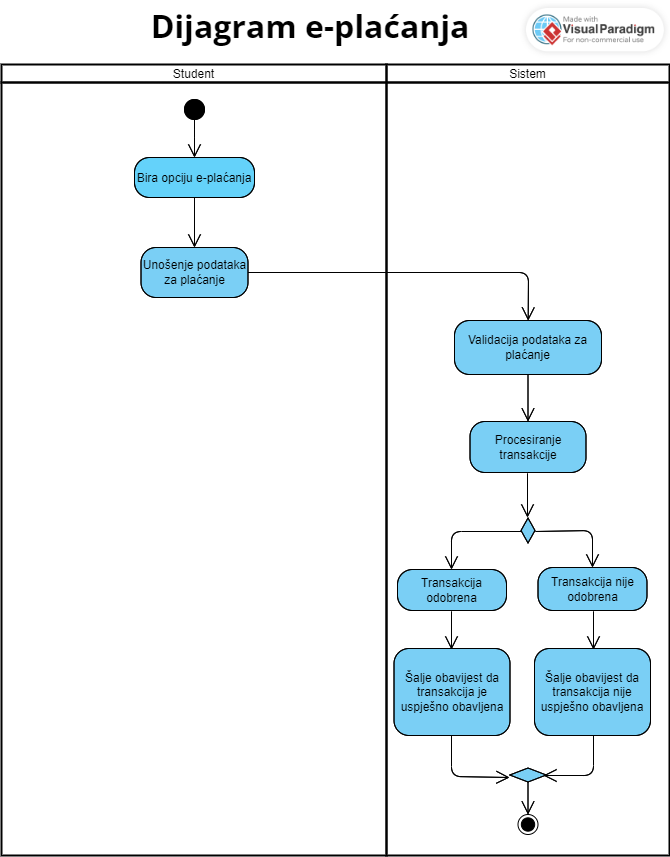 Dijagram e-plaćanja
Made with
Visual Paradigm
For non-commercial use
Student
Sistem
Bira opciju e-plaćanja
Unošenje podataka
za plaćanje
Validacija podataka za
plaćanje
Procesiranje
transakcije
Transakcija
odobrena
Transakcija nije
odobrena
Šalje obavijest da
transakcija je
uspješno obavljena
Šalje obavijest da
transakcija nije
uspješno obavljena